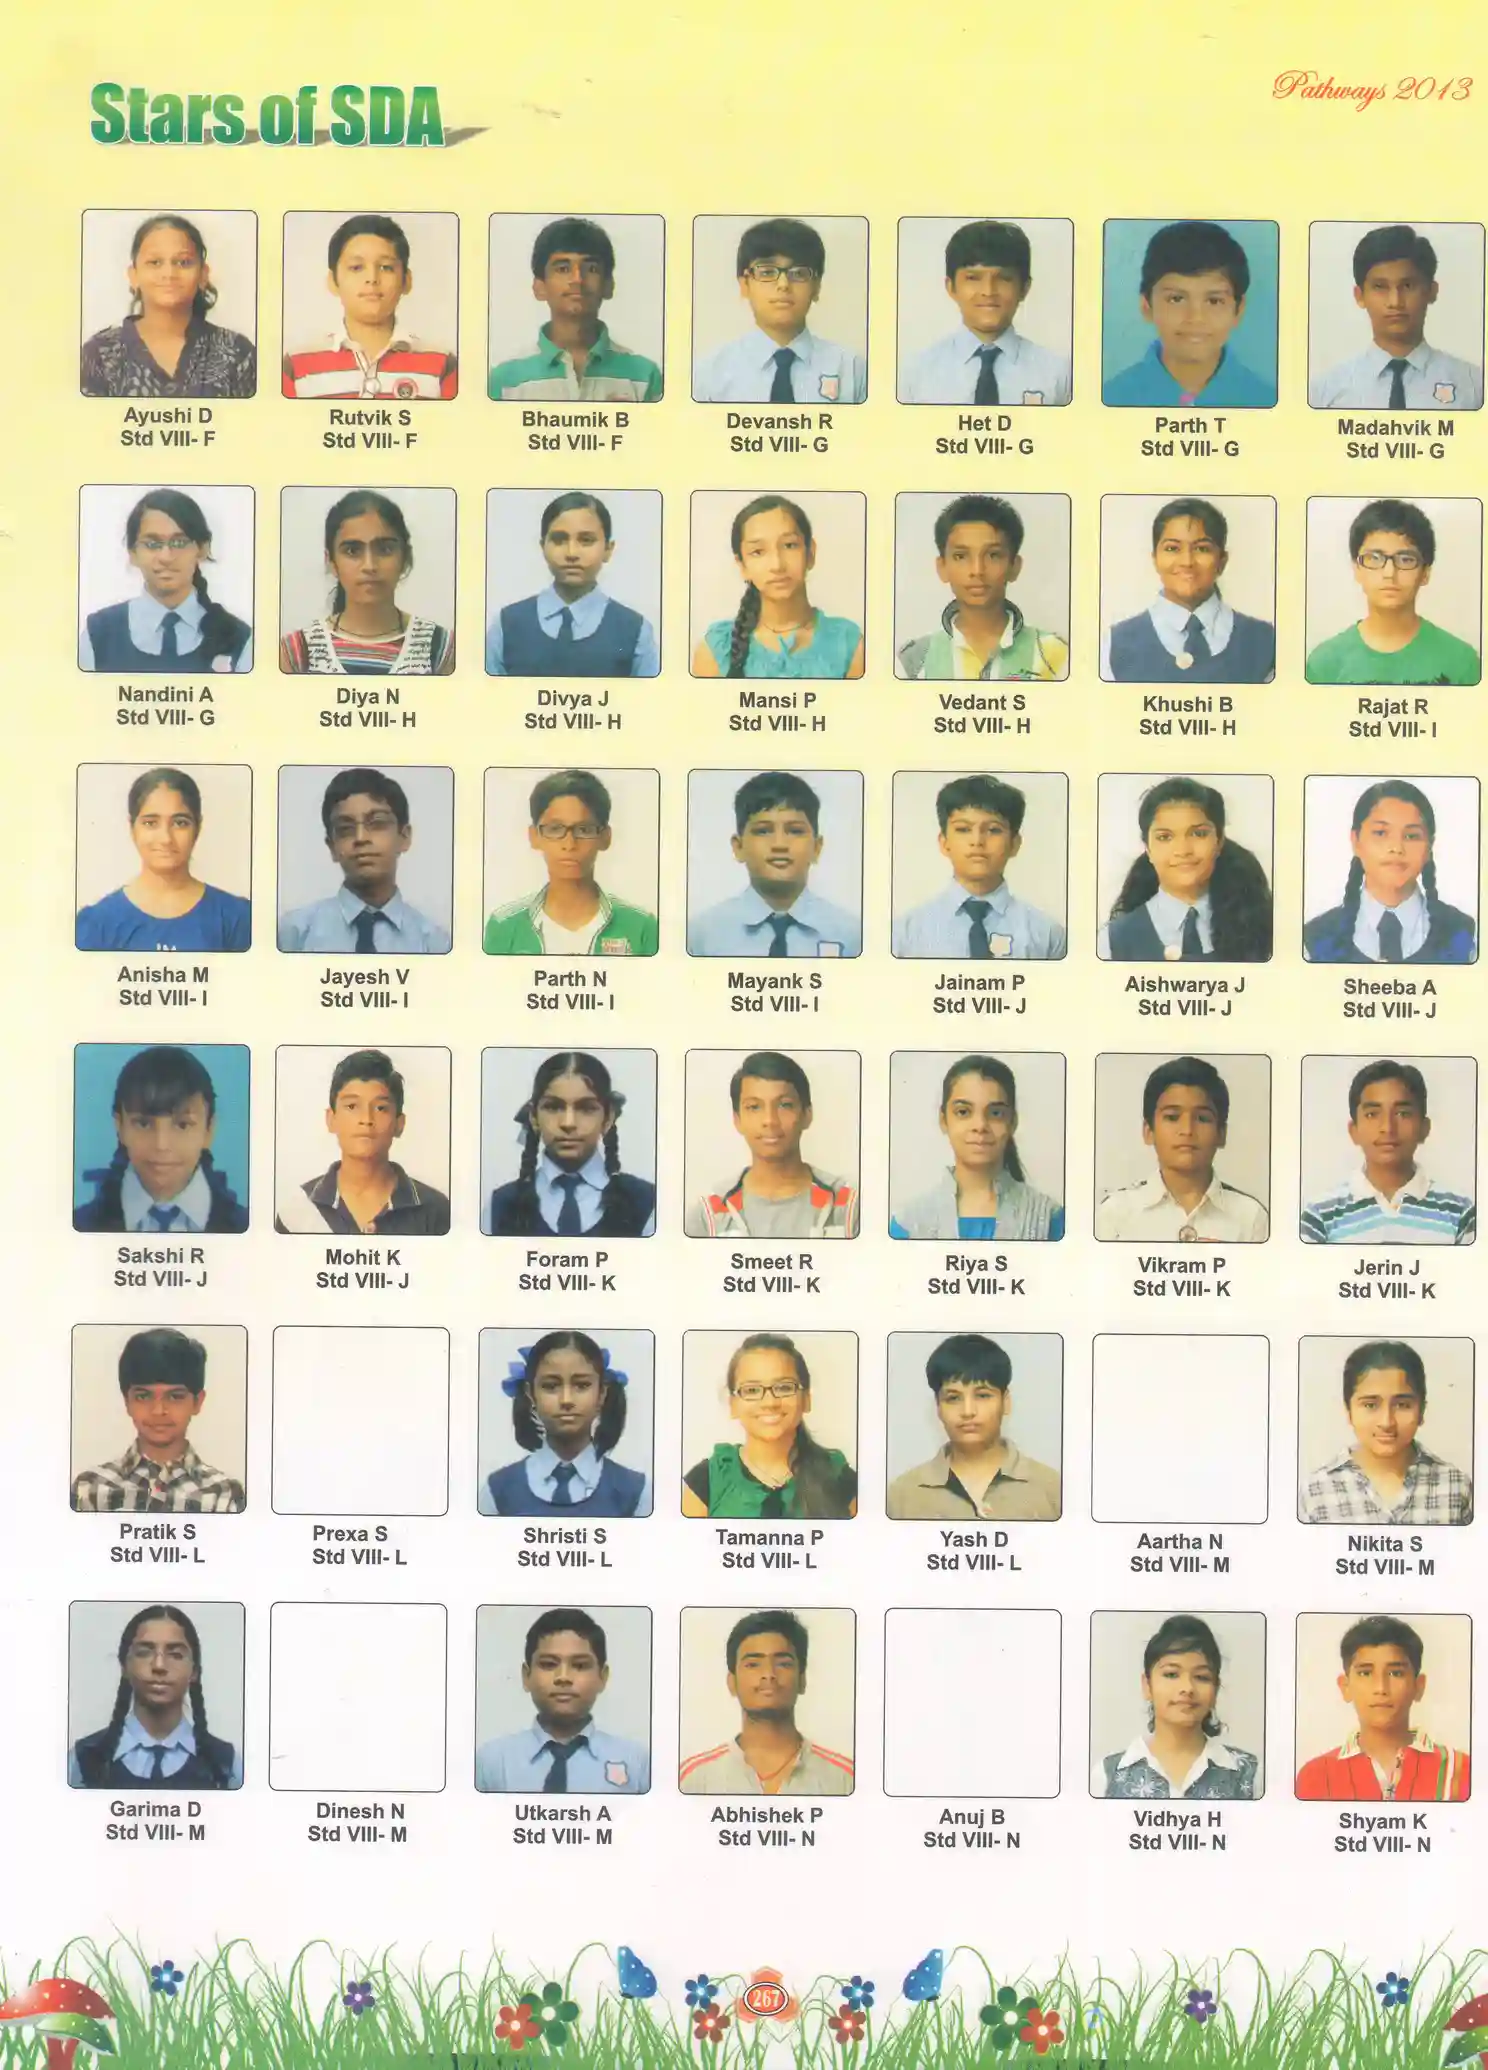 Stars of SDA
Pathways 2013
Ayushi D
Std VIII- F
Rutvik S
Std VIII- F
Bhaumik B
Std VIII- F
Devansh R
Std VIII- G
Het D
Std VIII- G
Parth T
Std VIII- G
Madahvik M
Std VIII- G
Nandini A
Std VIII- G
Diya N
Std VIII- H
Divya J
Std VIII- H
Mansi P
Std VIII- H
Vedant S
Std VIII- H
Khushi B
Std VIII- H
Rajat R
Std VIII- I
Anisha M
Std VIII- I
Jayesh V
Std VIII- I
Parth N
Std VIII- I
Mayank S
Std VIII- I
Jainam P
Std VIII- J
Aishwarya J
Std VIII- J
Sheeba A
Std VIII- J
Sakshi R
Std VIII- J
Mohit K
Std VIII- J
Foram P
Std VIII- K
Smeet R
Std VIII- K
Riya S
Std VIII- K
Vikram P
Std VIII- K
Jerin J
Std VIII- K
Pratik S
Std VIII- L
Prexa S
Std VIII- L
Shristi S
Std VIII- L
Tamanna P
Std VIII- L
Yash D
Std VIII- L
Aartha N
Std VIII- M
Nikita S
Std VIII- M
Garima D
Std VIII- M
Dinesh N
Std VIII- M
Utkarsh A
Std VIII- M
Abhishek P
Std VIII- N
Anuj B
Std VIII- N
Vidhya H
Std VIII- N
Shyam K
Std VIII- N
267